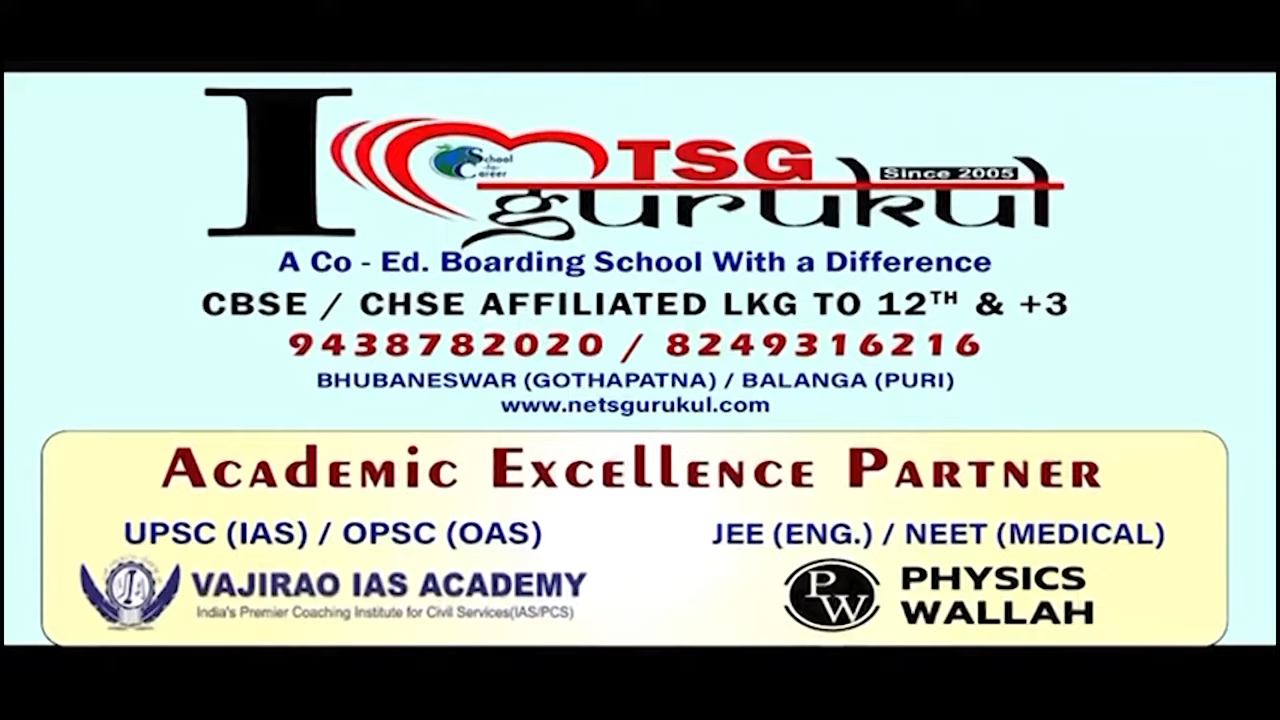 I TSG
School
for
Career
Since 2005
gurukul
A Co - Ed. Boarding School With a Difference
CBSE / CHSE AFFILIATED LKG TO 12TH & +3
9438782020 / 8249316216
BHUBANESWAR (GOTHAPATNA) / BALANGA (PURI)
www.netsgurukul.com
ACADEMIC EXCELLENCE PARTNER
UPSC (IAS) / OPSC (OAS)
VAJIRAO IAS ACADEMY
India's Premier Coaching Institute for Civil Services(IAS/PCS)
JEE (ENG.) / NEET (MEDICAL)
PW
PHYSICS
WALLAH